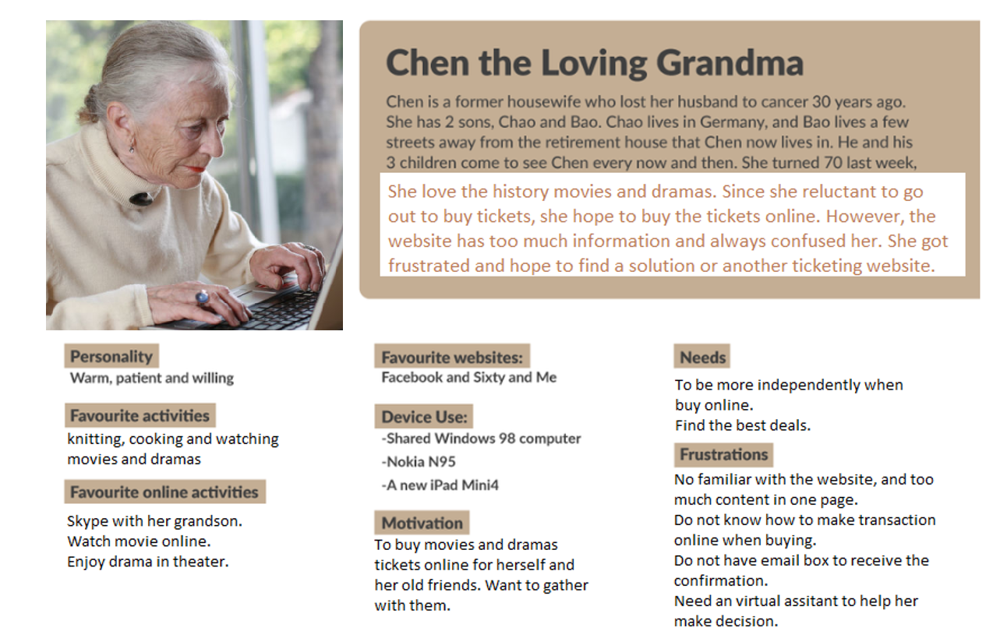 Chen the Loving Grandma
Chen is a former housewife who lost her husband to cancer 30 years ago.
She has 2 sons, Chao and Bao. Chao lives in Germany, and Bao lives a few
streets away from the retirement house that Chen now lives in. He and his
3 children come to see Chen every now and then. She turned 70 last week,
She love the history movies and dramas. Since she reluctant to go
out to buy tickets, she hope to buy the tickets online. However, the
website has too much information and always confused her. She got
frustrated and hope to find a solution or another ticketing website.
Personality
Warm, patient and willing
Favourite activities
knitting, cooking and watching
movies and dramas
Favourite online activities
Skype with her grandson.
Watch movie online.
Enjoy drama in theater.
Favourite websites:
Facebook and Sixty and Me
Device Use:
-Shared Windows 98 computer
-Nokia N95
-A new iPad Mini4
Motivation
To buy movies and dramas
tickets online for herself and
her old friends. Want to gather
with them.
Needs
To be more independently when
buy online.
Find the best deals.
Frustrations
No familiar with the website, and too
much content in one page.
Do not know how to make transaction
online when buying.
Do not have email box to receive the
confirmation.
Need an virtual assitant to help her
make decision.